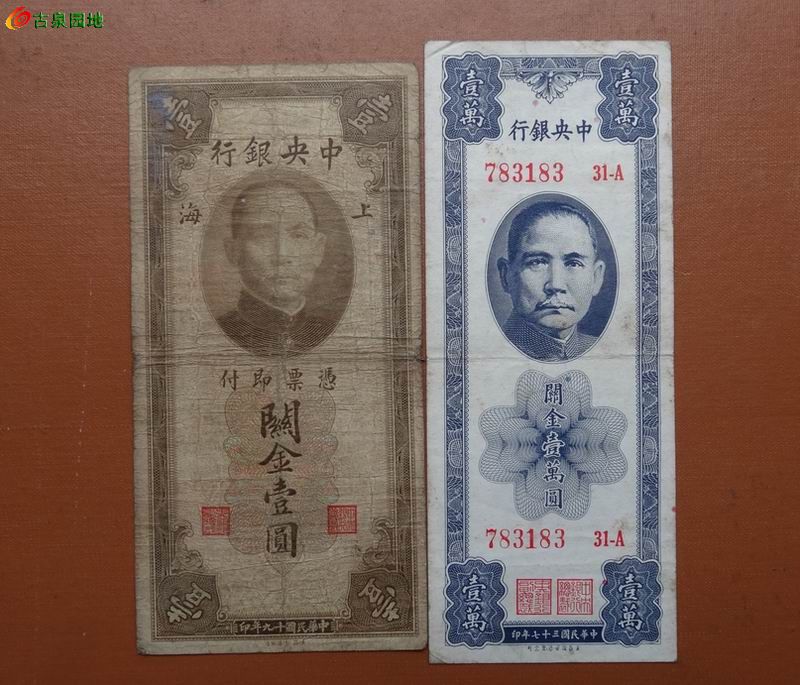 古泉园地
壹
壹
中央銀行
上海
憑票即付
關金壹圓
壹
壹
中華民國十九年印
壹萬
壹萬
中央銀行
783183 31-A
關金壹萬圓
783183 31-A
壹萬
壹萬
中華民國三十七年印